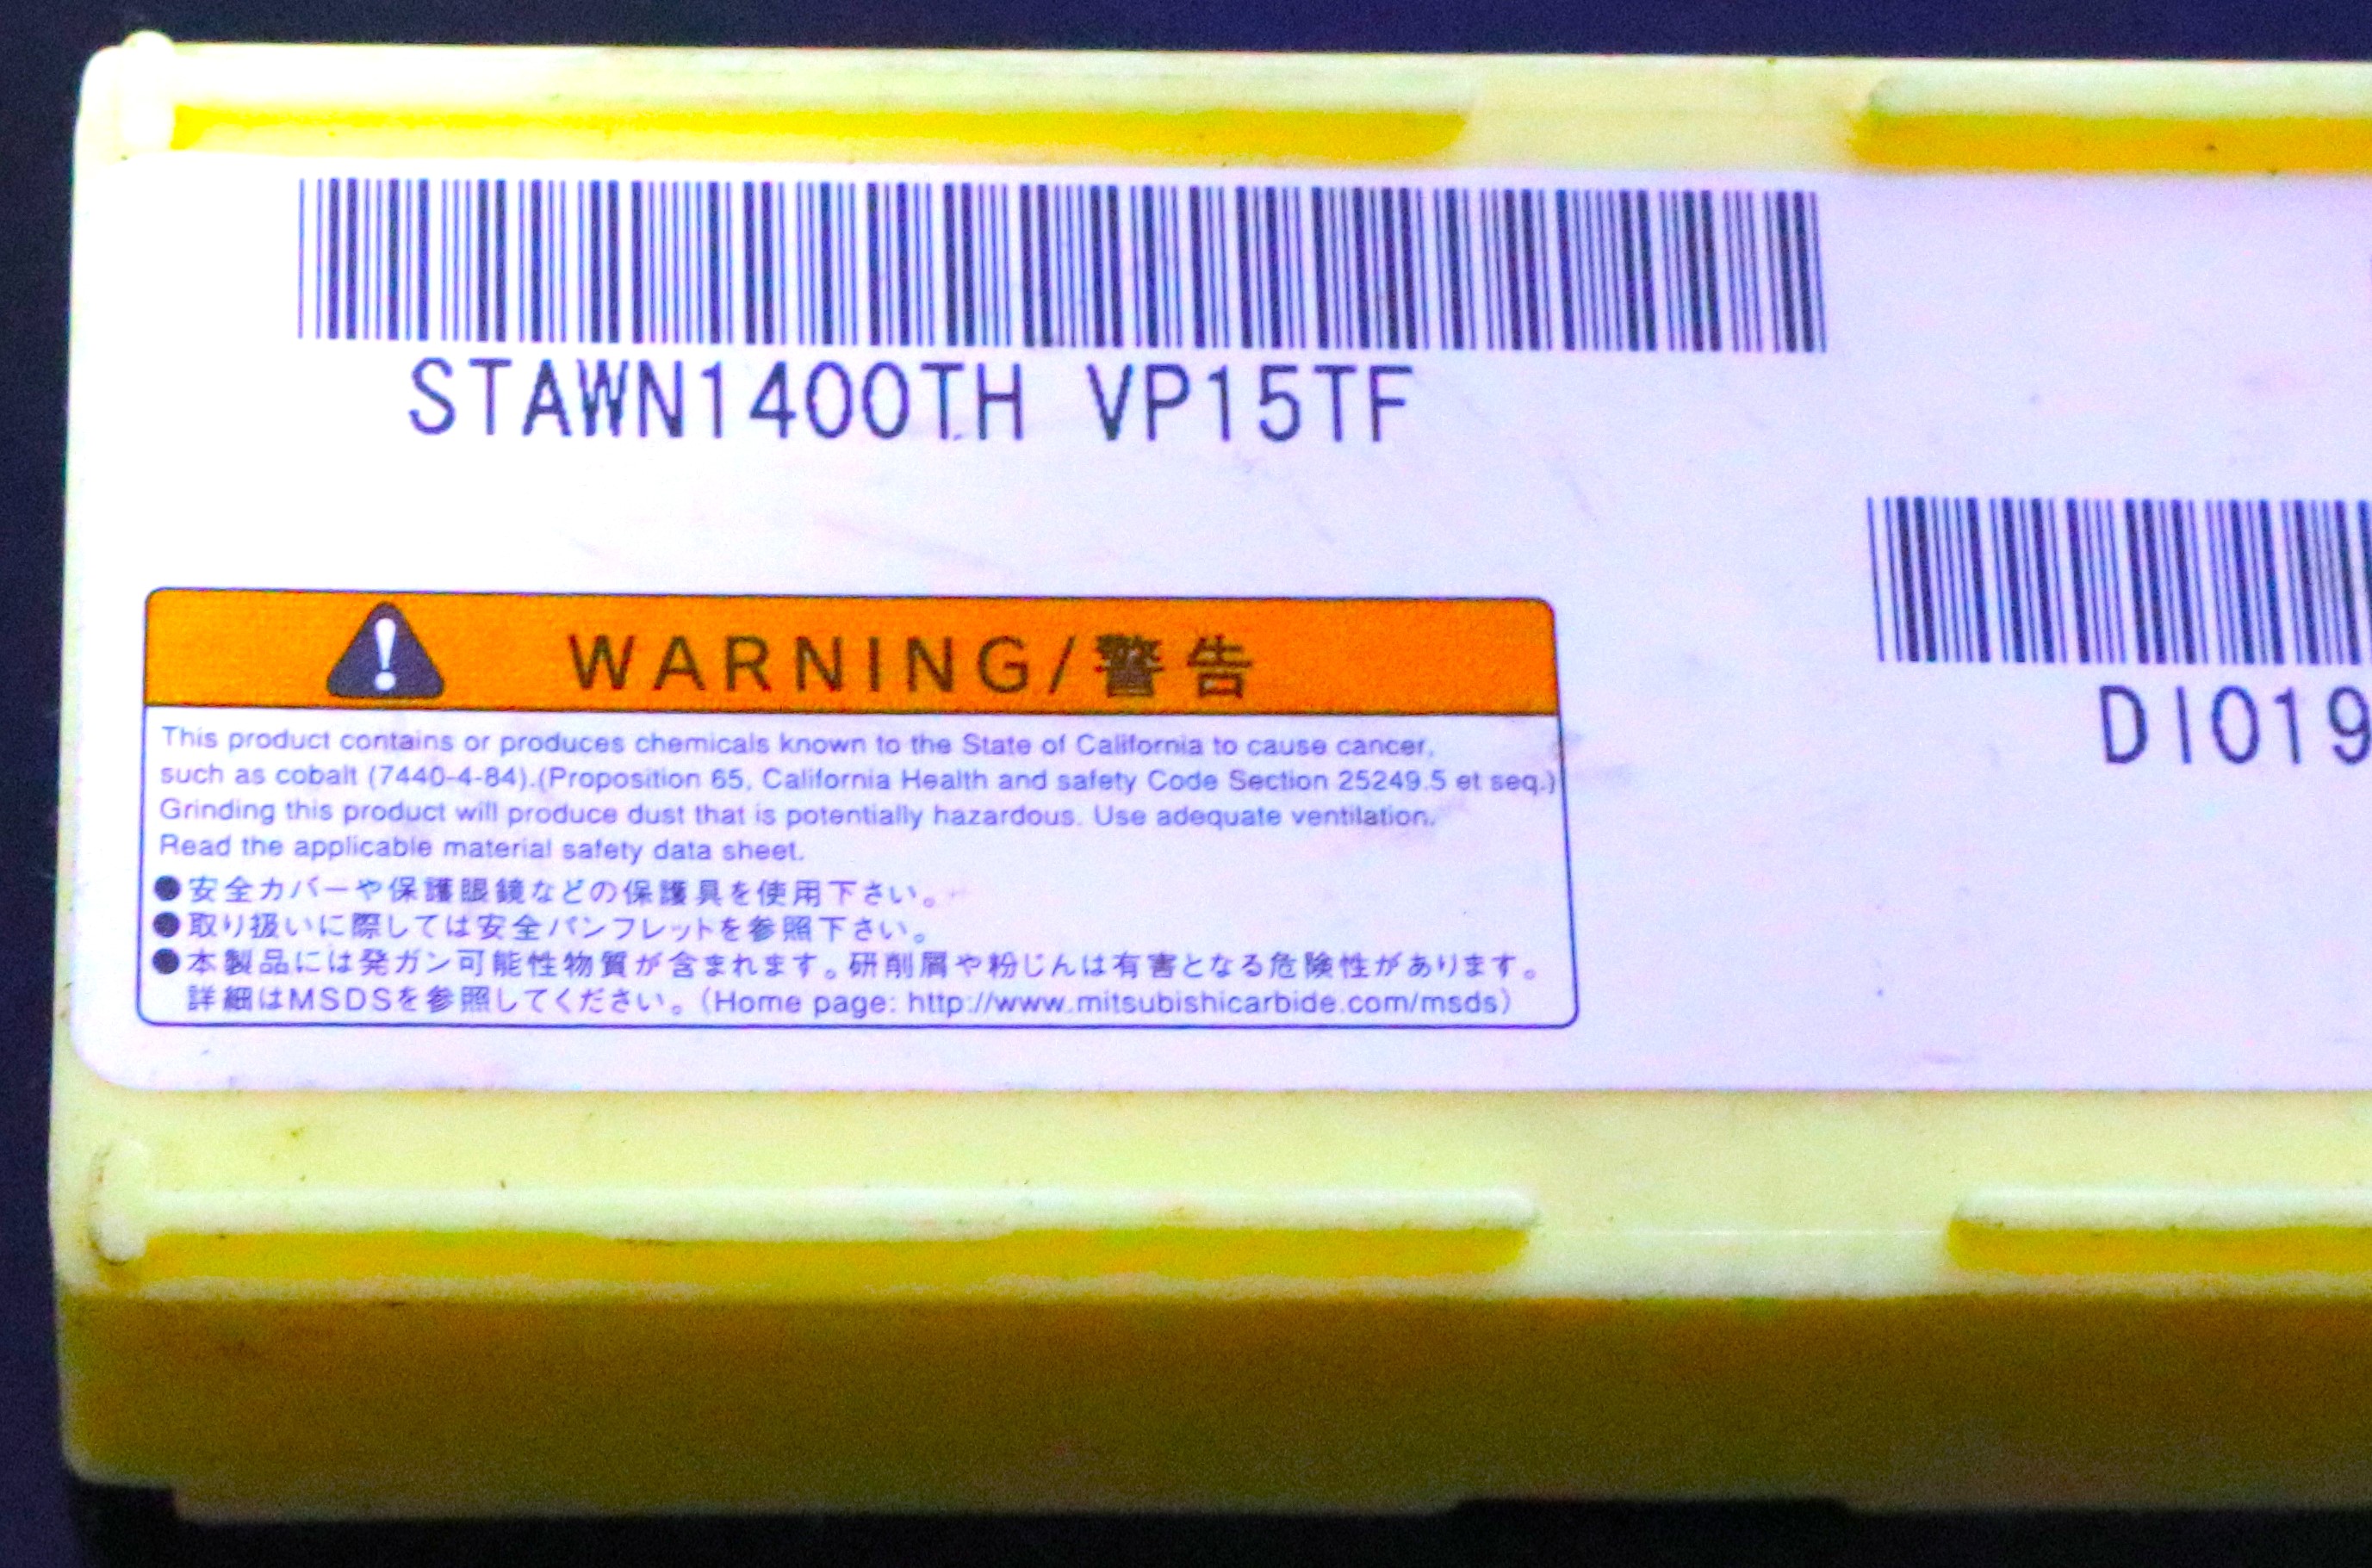 STAWN1400TH VP15TF
WARNING/警告
This product contains or produces chemicals known to the State of California to cause cancer,
such as cobalt (7440-4-84).(Proposition 65, California Health and safety Code Section 25249.5 et seq.)
Grinding this product will produce dust that is potentially hazardous. Use adequate ventilation.
Read the applicable material safety data sheet.
●安全カバーや保護眼鏡などの保護具を使用下さい。
●取り扱いに際しては安全パンフレットを参照下さい。
●本製品には発ガン可能性物質が含まれます。研削屑や粉じんは有害となる危険性があります。
詳細はMSDSを参照してください。(Home page: http://www.mitsubishicarbide.com/msds)
DI019